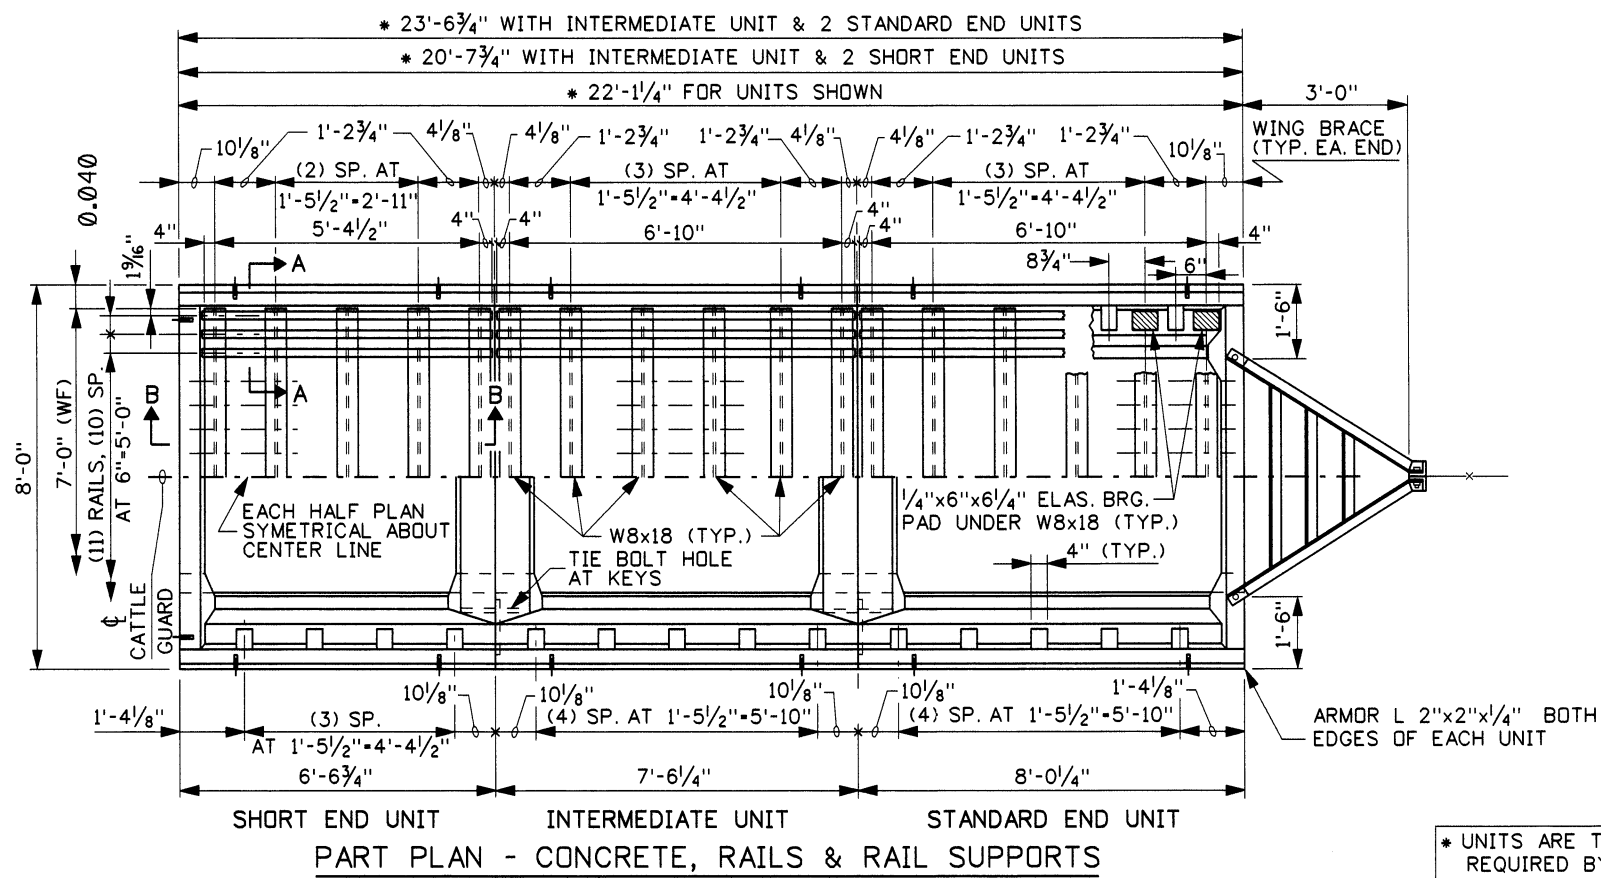 * 23'-6¾" WITH INTERMEDIATE UNIT & 2 STANDARD END UNITS
* 20'-7¾" WITH INTERMEDIATE UNIT & 2 SHORT END UNITS
* 22'-1¼" FOR UNITS SHOWN
3'-0"
WING BRACE
(TYP. EA. END)
10⅛"
1'-2¾"
4⅛"
4⅛"
1'-2¾"
1'-2¾"
4⅛"
4⅛"
1'-2¾"
1'-2¾"
10⅛"
(2) SP. AT
1'-5½"=2'-11"
(3) SP. AT
1'-5½"=4'-4½"
(3) SP. AT
1'-5½"=4'-4½"
0.040
4"
5'-4½"
4"
4"
6'-10"
4"
4"
6'-10"
4"
1 9/16"
A
8¾"
6"
1'-6"
8'-0"
7'-0" (WF)
(11) RAILS, (10) SP.
AT 6"=5'-0"
B
A
B
EACH HALF PLAN
SYMETRICAL ABOUT
CENTER LINE
W8x18 (TYP.)
TIE BOLT HOLE
AT KEYS
¼"x6"x6¼" ELAS. BRG.
PAD UNDER W8x18 (TYP.)
4" (TYP.)
℄
CATTLE
GUARD
1'-6"
1'-4⅛"
(3) SP.
AT 1'-5½"=4'-4½"
10⅛"
10⅛"
(4) SP. AT 1'-5½"=5'-10"
10⅛"
10⅛"
(4) SP. AT 1'-5½"=5'-10"
1'-4⅛"
ARMOR L 2"x2"x¼" BOTH
EDGES OF EACH UNIT
6'-6¾"
7'-6¼"
8'-0¼"
SHORT END UNIT
INTERMEDIATE UNIT
STANDARD END UNIT
PART PLAN - CONCRETE, RAILS & RAIL SUPPORTS
* UNITS ARE T
REQUIRED BY